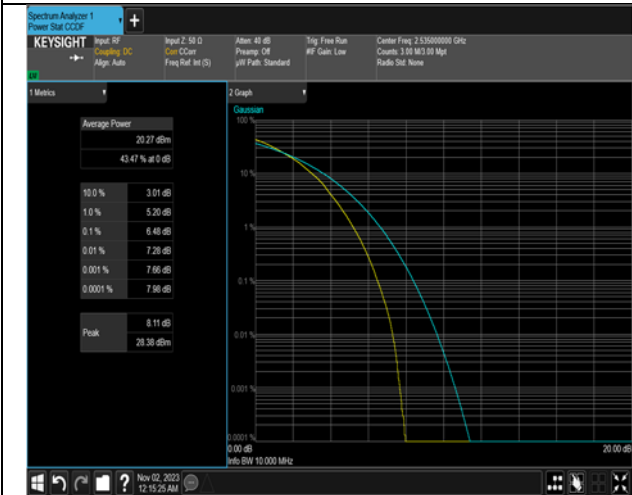 Spectrum Analyzer 1
Power Stat CCDF
KEYSIGHT
Input: RF
Coupling: DC
Align: Auto
Input Z: 50 Ω
Corr CCorr
Freq Ref: Int (S)
Atten: 40 dB
Preamp: Off
µW Path: Standard
Trig: Free Run
#IF Gain: Low
Center Freq: 2.535000000 GHz
Counts: 3.00 M/3.00 Mpt
Radio Std: None
1 Metrics
Average Power
20.27 dBm
43.47 % at 0 dB
10.0 % 3.01 dB
1.0 % 5.20 dB
0.1 % 6.48 dB
0.01 % 7.28 dB
0.001 % 7.66 dB
0.0001 % 7.98 dB
Peak
8.11 dB
28.38 dBm
2 Graph
Gaussian
100 %
10 %
1 %
0.1 %
0.01 %
0.001 %
0.0001 %
0.00 dB
20.00 dB
Info BW 10.000 MHz
Nov 02, 2023
12:15:25 AM